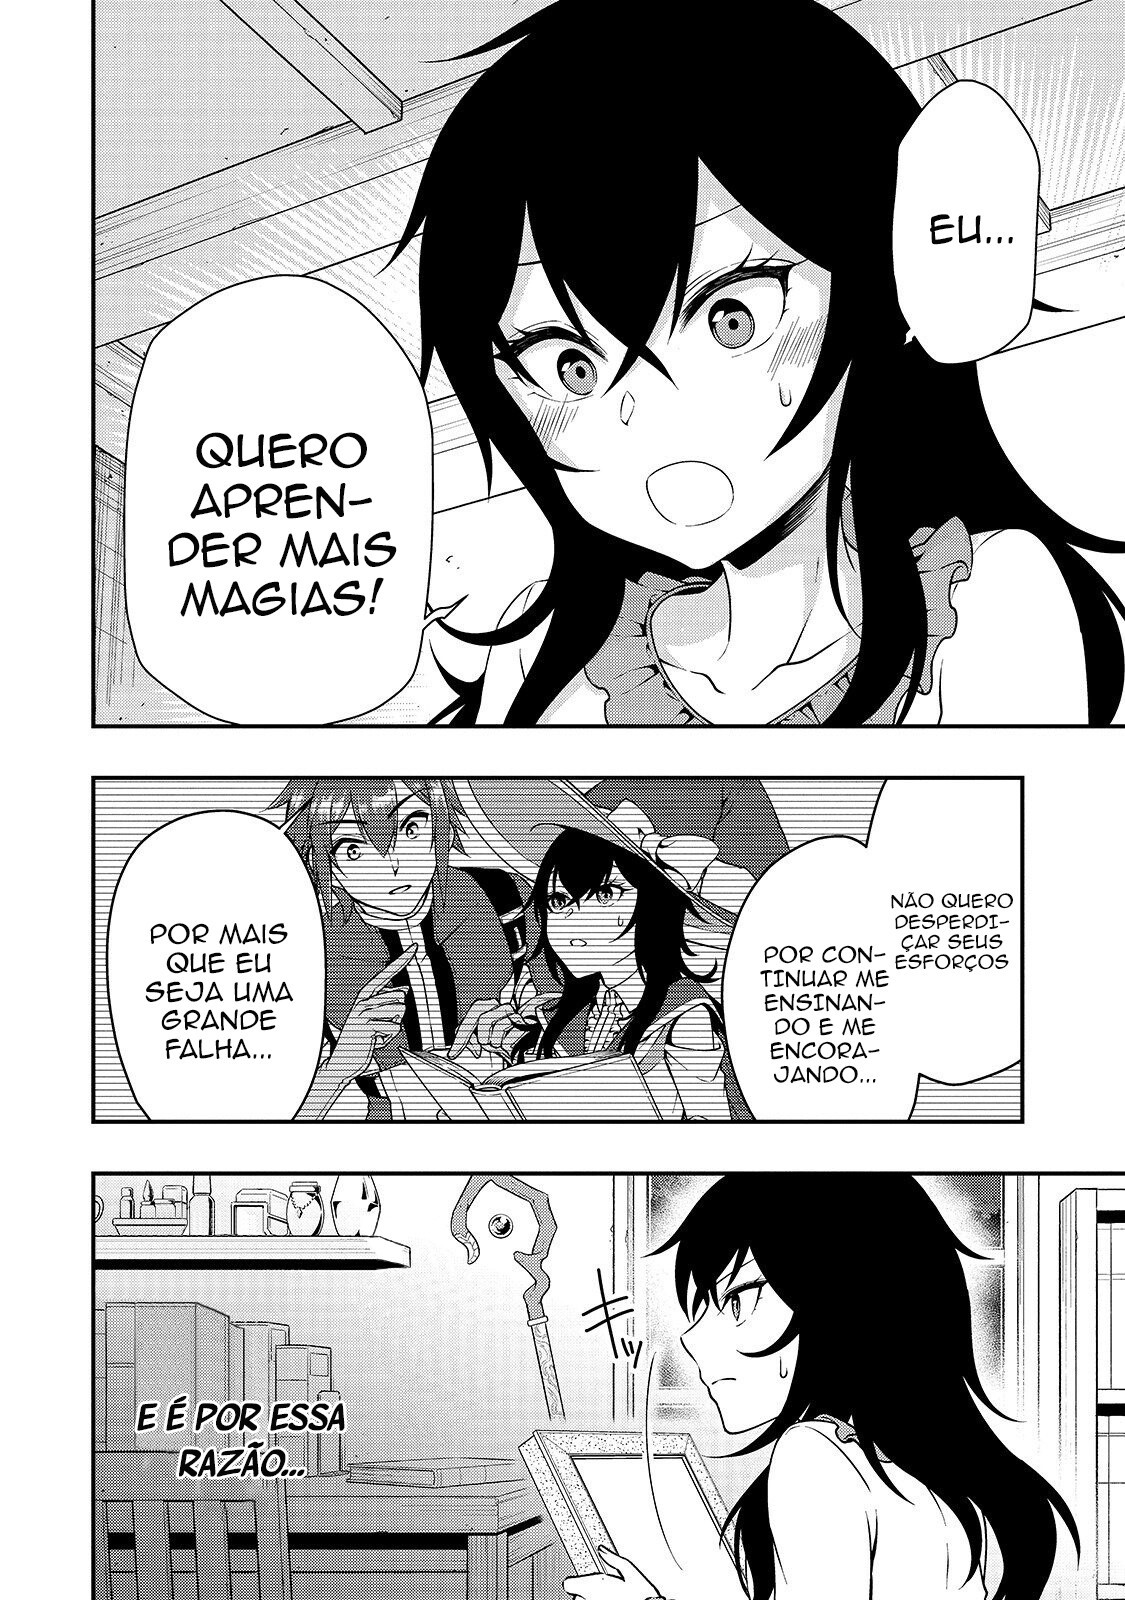 EU...
QUERO
APREN-
DER MAIS
MAGIAS!
NÃO QUERO
DESPERDI-
ÇAR SEUS
ESFORÇOS
POR CON-
TINUAR ME
ENSINAN-
DO E ME
ENCORA-
JANDO...
POR MAIS
QUE EU
SEJA UMA
GRANDE
FALHA...
E É POR ESSA
RAZÃO...